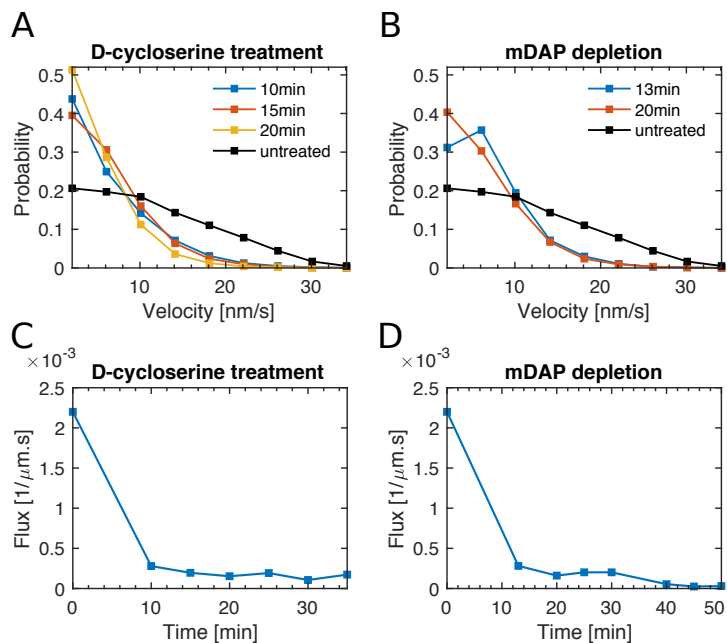 A
D-cycloserine treatment
0.5
0.4
0.3
0.2
0.1
0
Probability
10min
15min
20min
untreated
10
20
30
Velocity [nm/s]
B
mDAP depletion
0.5
0.4
0.3
0.2
0.1
0
Probability
13min
20min
untreated
10
20
30
Velocity [nm/s]
C
×10-3
D-cycloserine treatment
2.5
2
1.5
1
0.5
0
Flux [1/μm.s]
0
10
20
30
Time [min]
D
×10-3
mDAP depletion
2.5
2
1.5
1
0.5
0
Flux [1/μm.s]
0
10
20
30
40
50
Time [min]